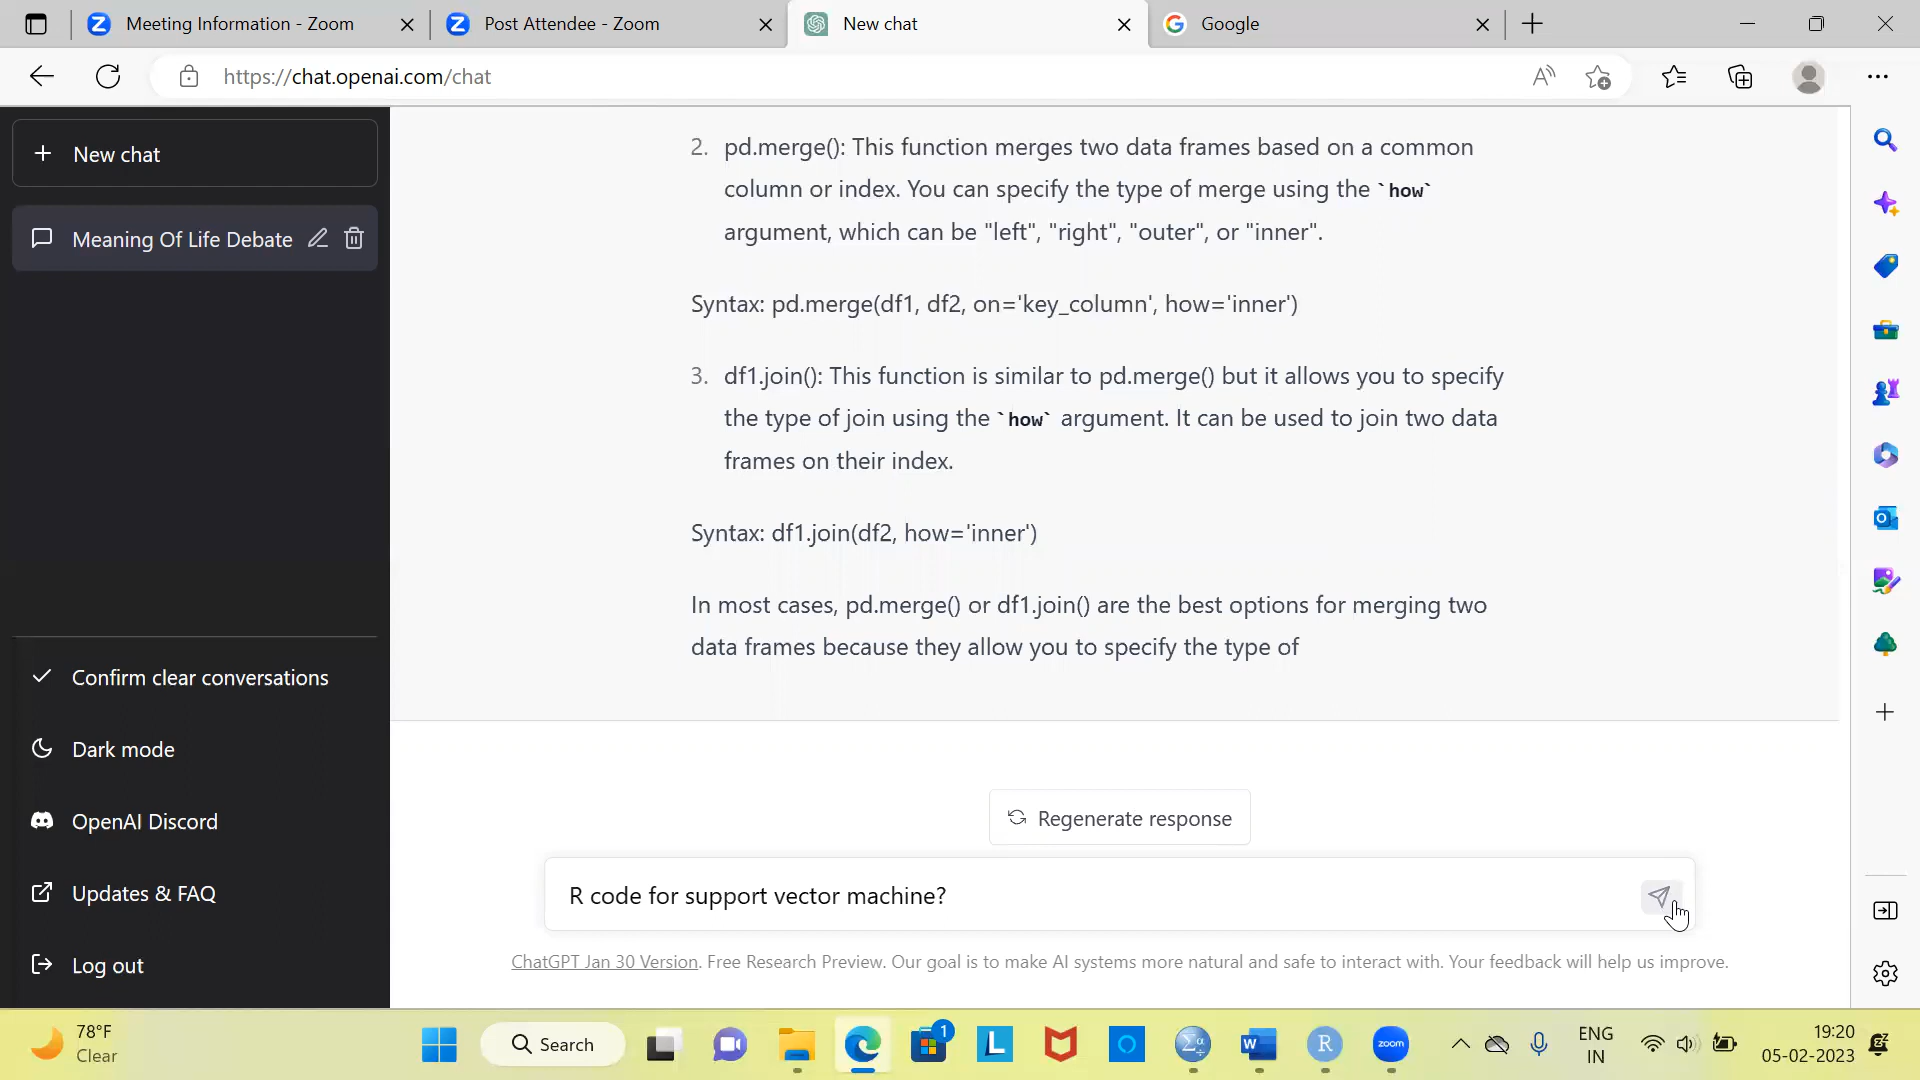 Meeting Information - Zoom
Post Attendee - Zoom
New chat
Google
https://chat.openai.com/chat
New chat
Meaning Of Life Debate
2. pd.merge(): This function merges two data frames based on a common
column or index. You can specify the type of merge using the `how`
argument, which can be "left", "right", "outer", or "inner".
Syntax: pd.merge(df1, df2, on='key_column', how='inner')
3. df1.join(): This function is similar to pd.merge() but it allows you to specify
the type of join using the `how` argument. It can be used to join two data
frames on their index.
Syntax: df1.join(df2, how='inner')
In most cases, pd.merge() or df1.join() are the best options for merging two
data frames because they allow you to specify the type of
Confirm clear conversations
Dark mode
OpenAI Discord
Updates & FAQ
Log out
Regenerate response
R code for support vector machine?
ChatGPT Jan 30 Version. Free Research Preview. Our goal is to make AI systems more natural and safe to interact with. Your feedback will help us improve.
78°F
Clear
Search
1
L
W
R
zoom
ENG
IN
19:20
05-02-2023